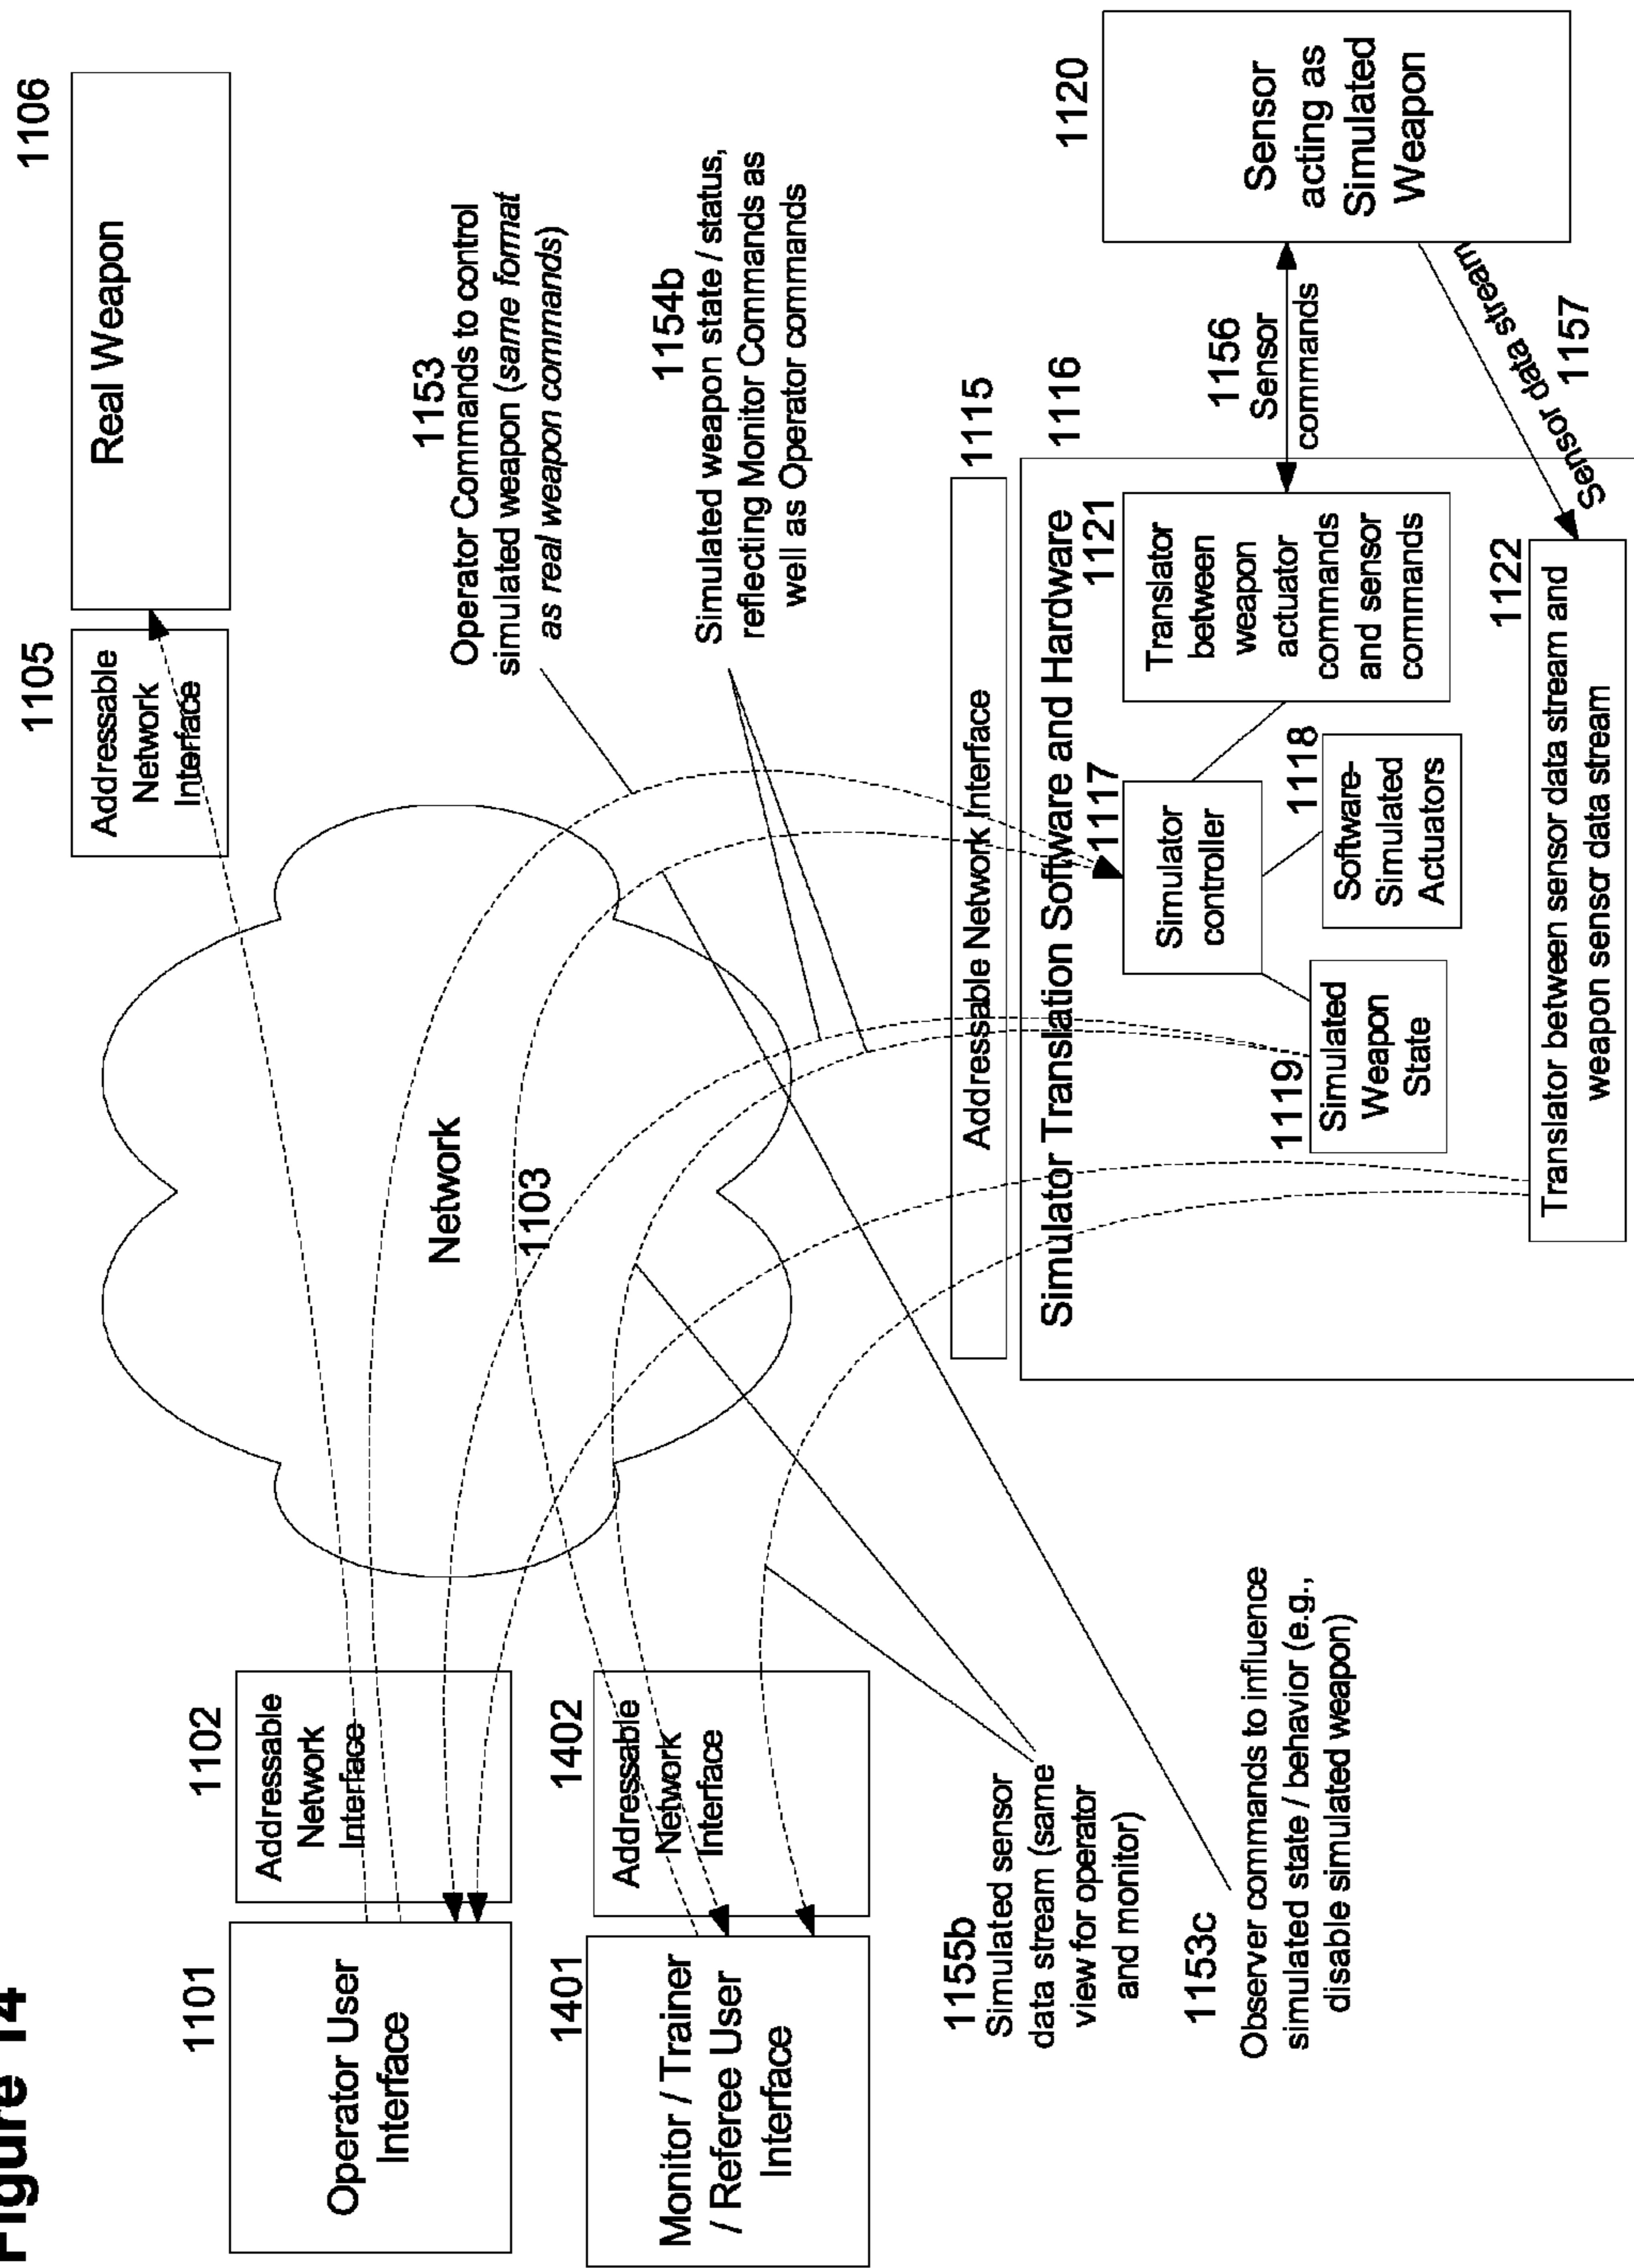 Figure 14
1101
Operator User
Interface
1102
Addressable
Network
Interface
1105
Addressable
Network
Interface
1106
Real Weapon
1401
Monitor / Trainer
/ Referee User
Interface
1402
Addressable
Network
Interface
Network
1103
1153
Operator Commands to control
simulated weapon (same format
as real weapon commands)
1154b
Simulated weapon state / status,
reflecting Monitor Commands as
well as Operator commands
1155b
Simulated sensor
data stream (same
view for operator
and monitor)
1153c
Observer commands to influence
simulated state / behavior (e.g.,
disable simulated weapon)
1115
Addressable Network Interface
1116
Simulator Translation Software and Hardware
1117
Simulator
controller
1118
Software-
Simulated
Actuators
1119
Simulated
Weapon
State
1121
Translator
between
weapon
actuator
commands
and sensor
commands
1122
Translator between sensor data stream and
weapon sensor data stream
1156
Sensor
commands
1120
Sensor
acting as
Simulated
Weapon
Sensor data stream
1157